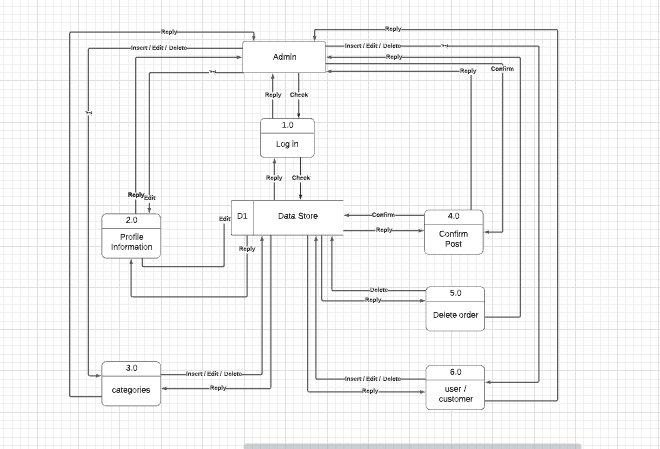 Reply
Reply
Insert / Edit / Delete
Insert / Edit / Delete
Admin
Reply
Confirm
Reply
Reply
Check
1.0
Log in
Reply
Check
Reply
Edit
D1
Data Store
Edit
Confirm
Reply
Reply
2.0
Profile
Information
4.0
Confirm
Post
Delete
Reply
5.0
Delete order
3.0
categories
Insert / Edit / Delete
Reply
Insert / Edit / Delete
Reply
6.0
user /
customer